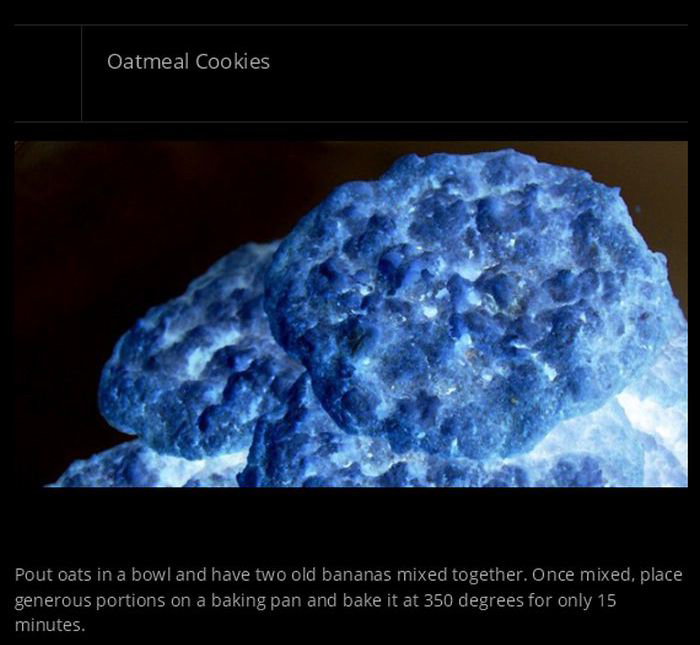 Oatmeal Cookies
Pout oats in a bowl and have two old bananas mixed together. Once mixed, place
generous portions on a baking pan and bake it at 350 degrees for only 15
minutes.